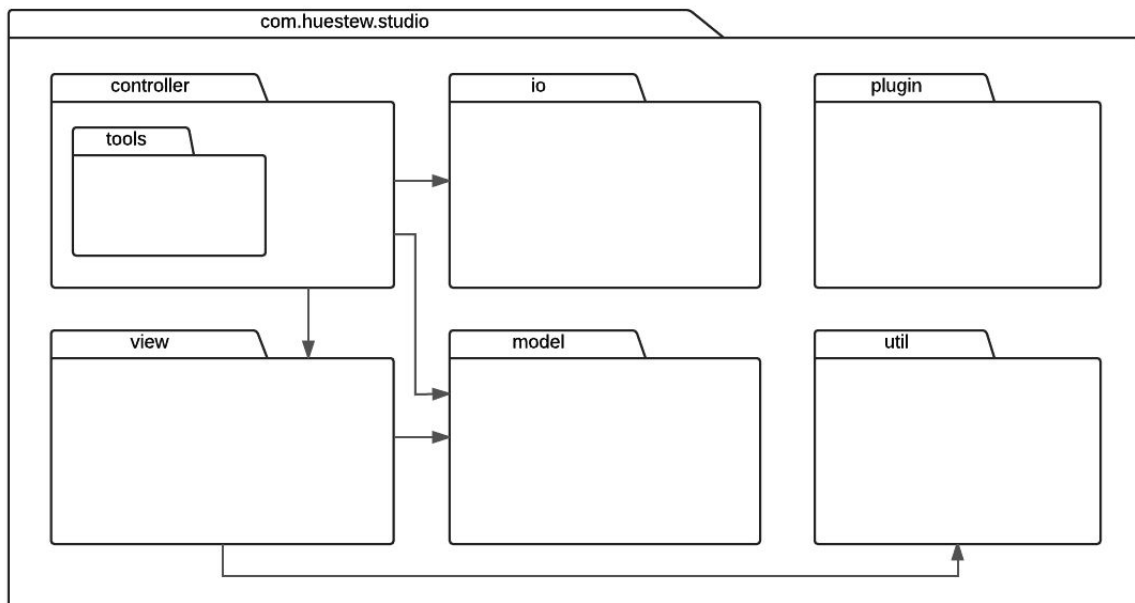 com.huestew.studio
controller
io
plugin
tools
view
model
util